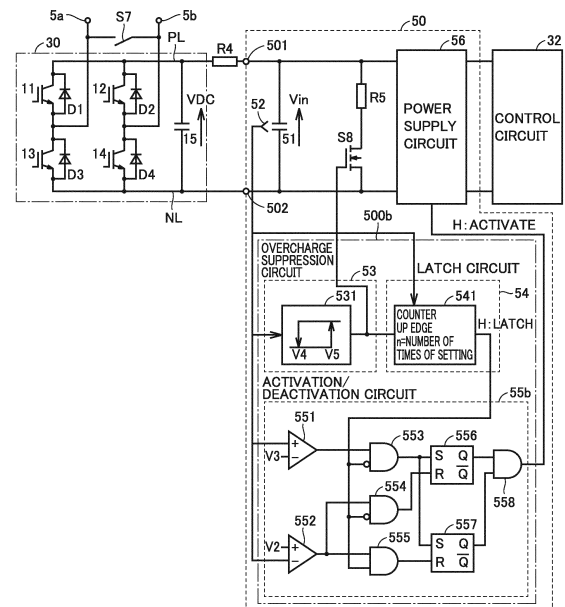 5a
S7
5b
50
30
PL
R4
501
56
32
11
12
D1
D2
VDC
15
52
Vin
51
R5
S8
POWER
SUPPLY
CIRCUIT
CONTROL
CIRCUIT
13
14
D3
D4
NL
502
500b
H:ACTIVATE
OVERCHARGE
SUPPRESSION
CIRCUIT
53
LATCH CIRCUIT
54
531
V4
V5
541
COUNTER
UP EDGE
n=NUMBER OF
TIMES OF SETTING
H:LATCH
ACTIVATION/
DEACTIVATION CIRCUIT
55b
551
+
V3
−
553
556
S
Q
R
Q̅
558
554
552
V2
+
−
555
557
S
Q
R
Q̅